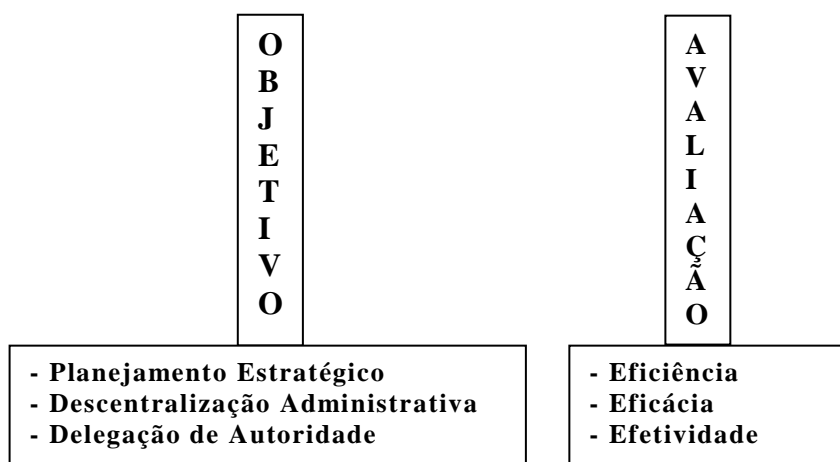 OBJETIVO
- Planejamento Estratégico
- Descentralização Administrativa
- Delegação de Autoridade
AVALIAÇÃO
- Eficiência
- Eficácia
- Efetividade